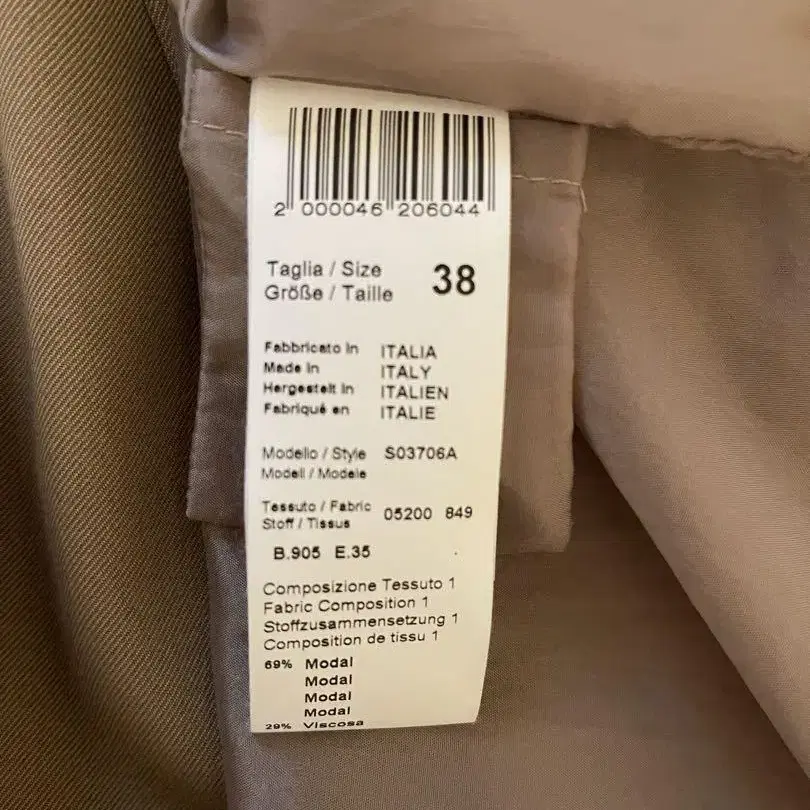 2 000046 206044
Taglia / Size 38
Größe / Taille
Fabbricato in ITALIA
Made in ITALY
Hergestelt in ITALIEN
Fabriqué en ITALIE
Modello / Style S03706A
Modell / Modele
Tessuto / Fabric 05200 849
Stoff / Tissus
B.905 E.35
Composizione Tessuto 1
Fabric Composition 1
Stoffzusammensetzung 1
Composition de tissu 1
69% Modal
Modal
Modal
Modal
29% Viscosa